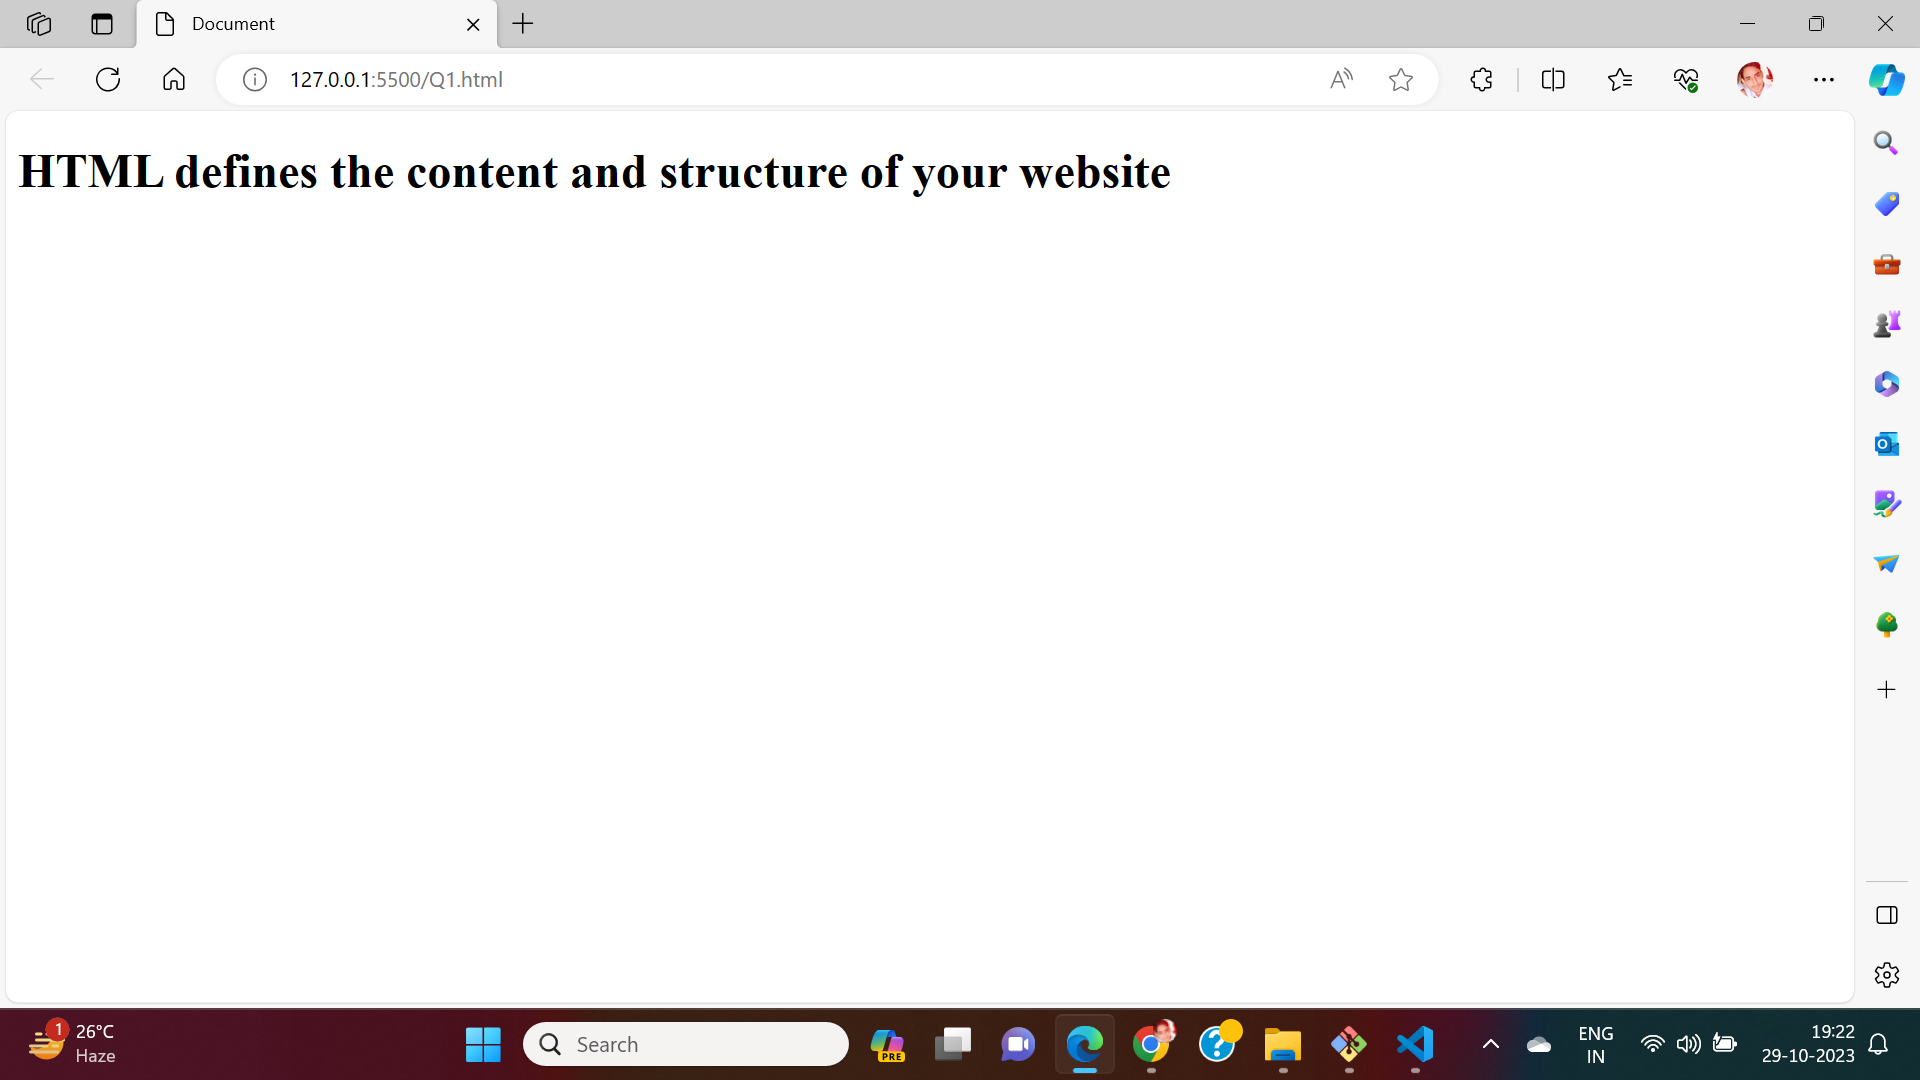 Document
127.0.0.1:5500/Q1.html
HTML defines the content and structure of your website
1
26°C
Haze
Search
PRE
ENG
IN
19:22
29-10-2023